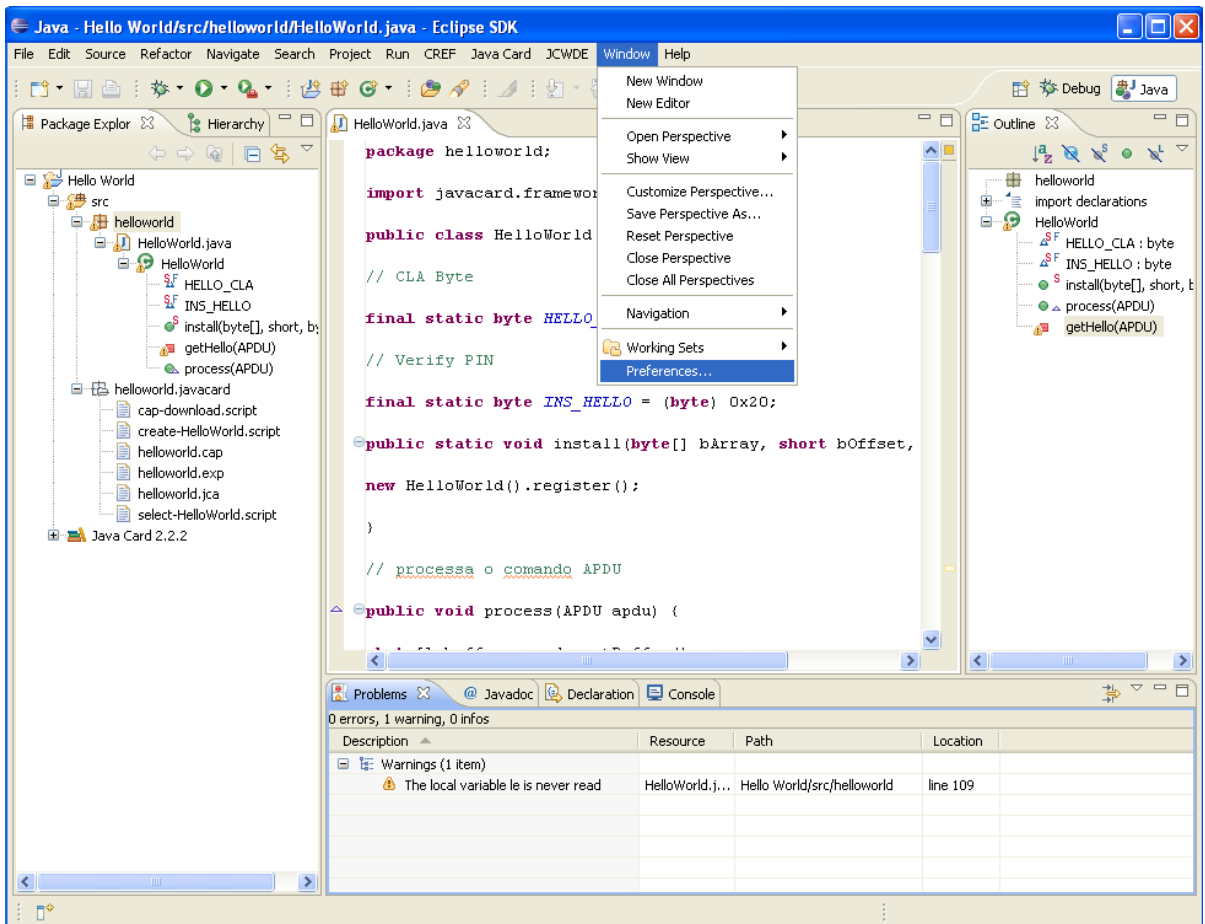 Java - Hello World/src/helloworld/HelloWorld.java - Eclipse SDK
File Edit Source Refactor Navigate Search Project Run CREF Java Card JCWDE Window Help
Debug Java
New Window
New Editor
Open Perspective
Show View
Customize Perspective...
Save Perspective As...
Reset Perspective
Close Perspective
Close All Perspectives
Navigation
Working Sets
Preferences...
Package Explor Hierarchy
Hello World
src
helloworld
HelloWorld.java
HelloWorld
HELLO_CLA
INS_HELLO
install(byte[], short, by
getHello(APDU)
process(APDU)
helloworld.javacard
cap-download.script
create-HelloWorld.script
helloworld.cap
helloworld.exp
helloworld.jca
select-HelloWorld.script
Java Card 2.2.2
HelloWorld.java
package helloworld;
import javacard.framewor
public class HelloWorld
// CLA Byte
final static byte HELLO_
// Verify PIN
final static byte INS_HELLO = (byte) 0x20;
public static void install(byte[] bArray, short bOffset,
new HelloWorld().register();
}
// processa o comando APDU
public void process(APDU apdu) {
Outline
helloworld
import declarations
HelloWorld
HELLO_CLA : byte
INS_HELLO : byte
install(byte[], short, b
process(APDU)
getHello(APDU)
Problems Javadoc Declaration Console
0 errors, 1 warning, 0 infos
Description Resource Path Location
Warnings (1 item)
The local variable le is never read HelloWorld.j... Hello World/src/helloworld line 109